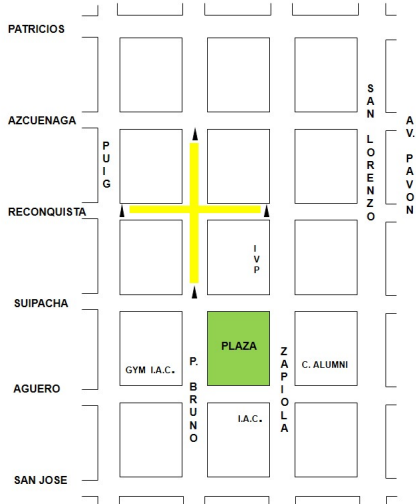 PATRICIOS
SAN LORENZO
AZCUENAGA
AV. PAVON
PUIG
RECONQUISTA
IVP
SUIPACHA
PLAZA
ZAPIOLA
P. BRUNO
GYM I.A.C.
C. ALUMNI
AGUERO
I.A.C.
SAN JOSE